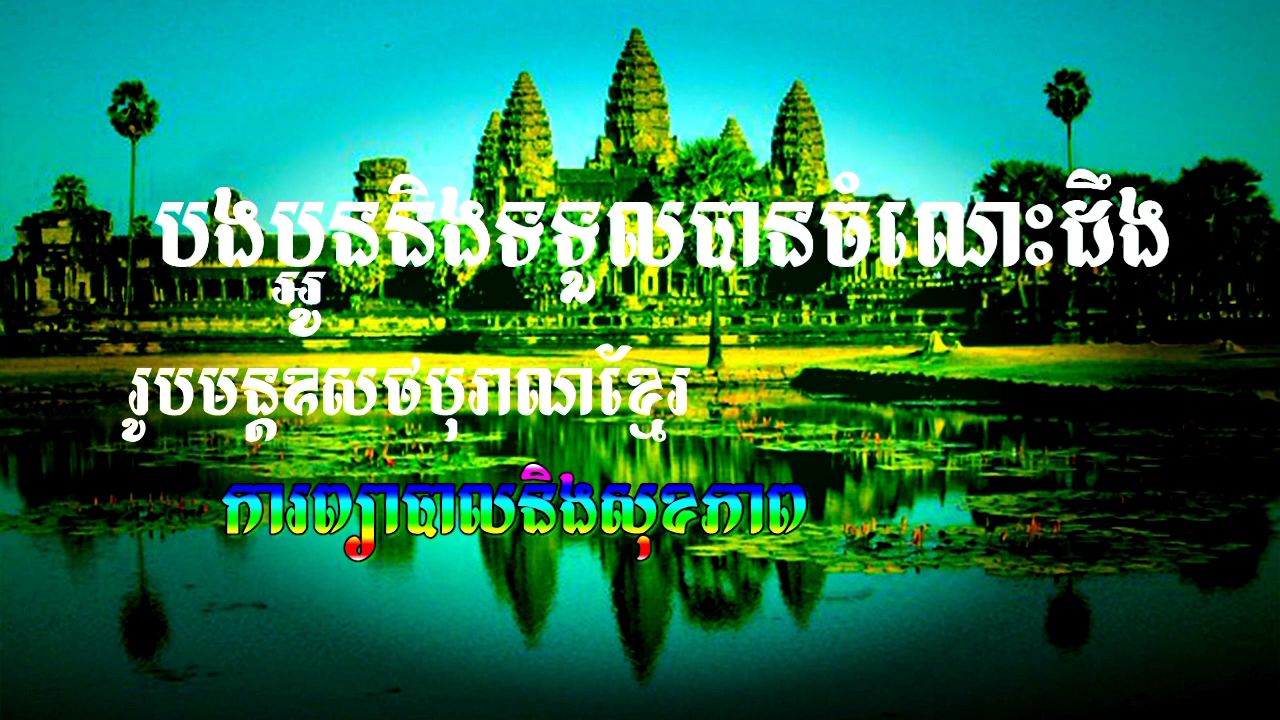 បងប្អូននិងទទួលបានចំណេះដឹង
រូបមន្តឱសថបុរាណខ្មែរ
ការព្យាបាលនិងសុខភាព